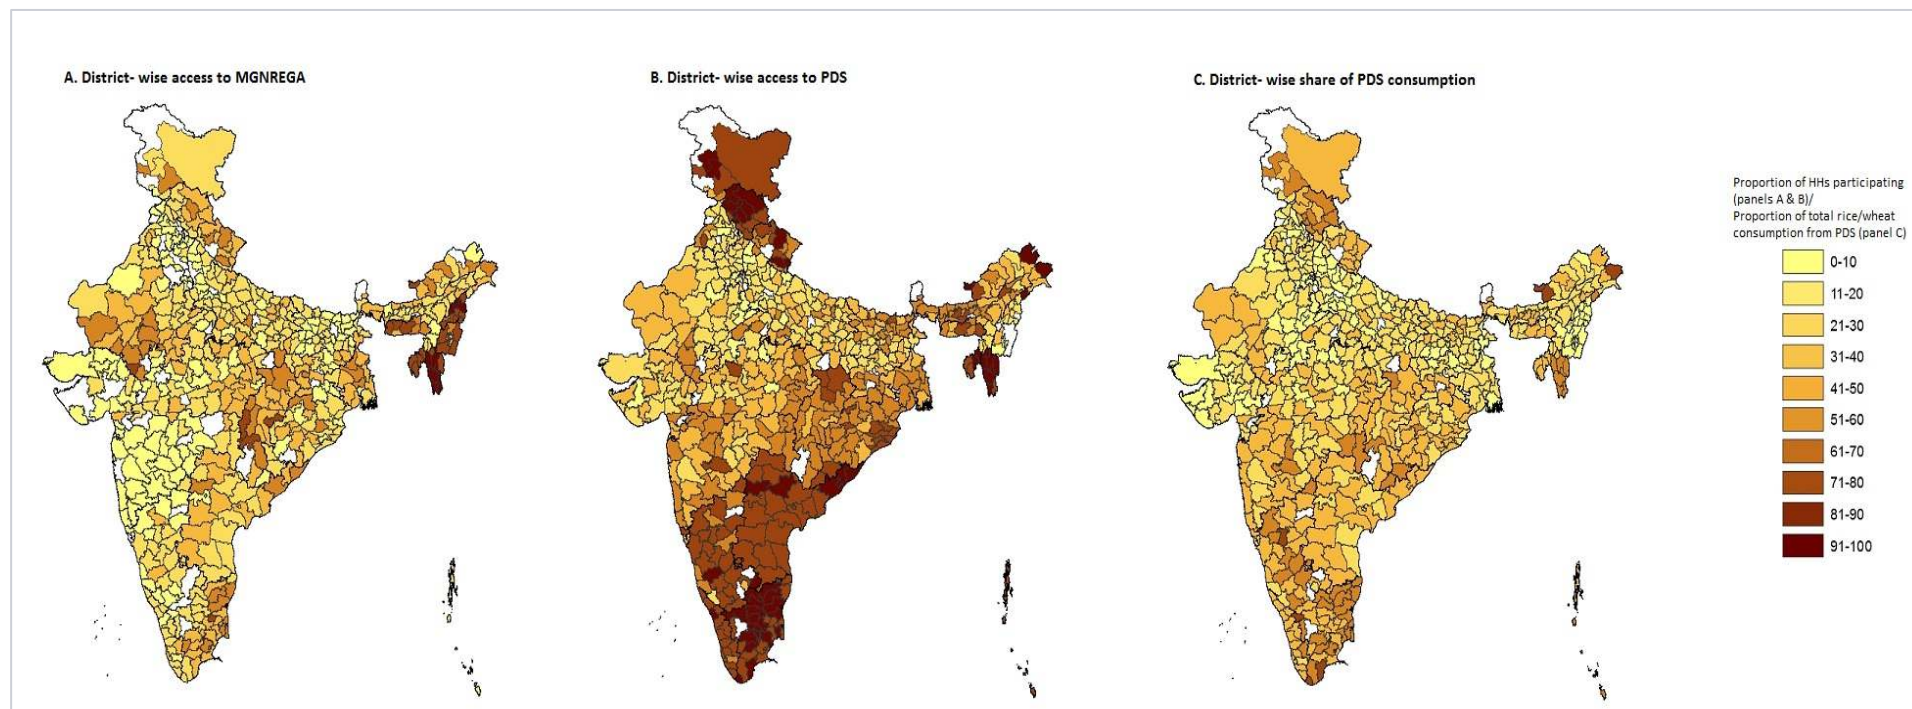 A. District- wise access to MGNREGA
B. District- wise access to PDS
C. District- wise share of PDS consumption
Proportion of HHs participating
(panels A & B)/
Proportion of total rice/wheat
consumption from PDS (panel C)
0-10
11-20
21-30
31-40
41-50
51-60
61-70
71-80
81-90
91-100